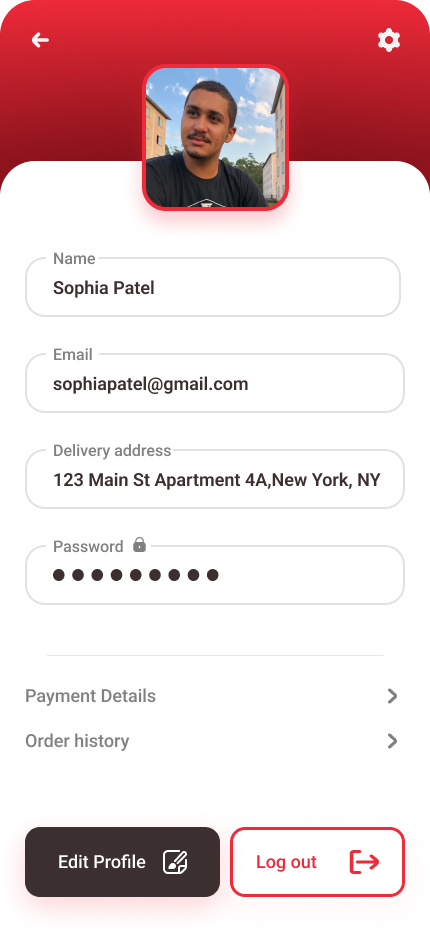 Name
Sophia Patel
Email
sophiapatel@gmail.com
Delivery address
123 Main St Apartment 4A,New York, NY
Password
Payment Details
Order history
Edit Profile
Log out